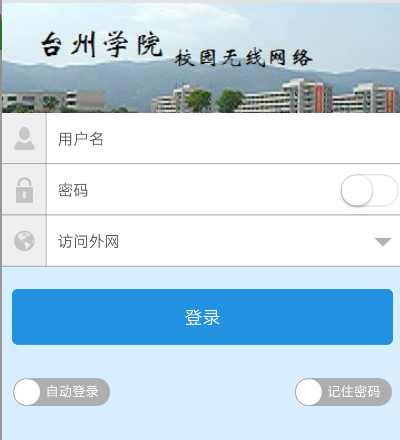 台州学院 校园无线网络
用户名
密码
访问外网
登录
自动登录 记住密码